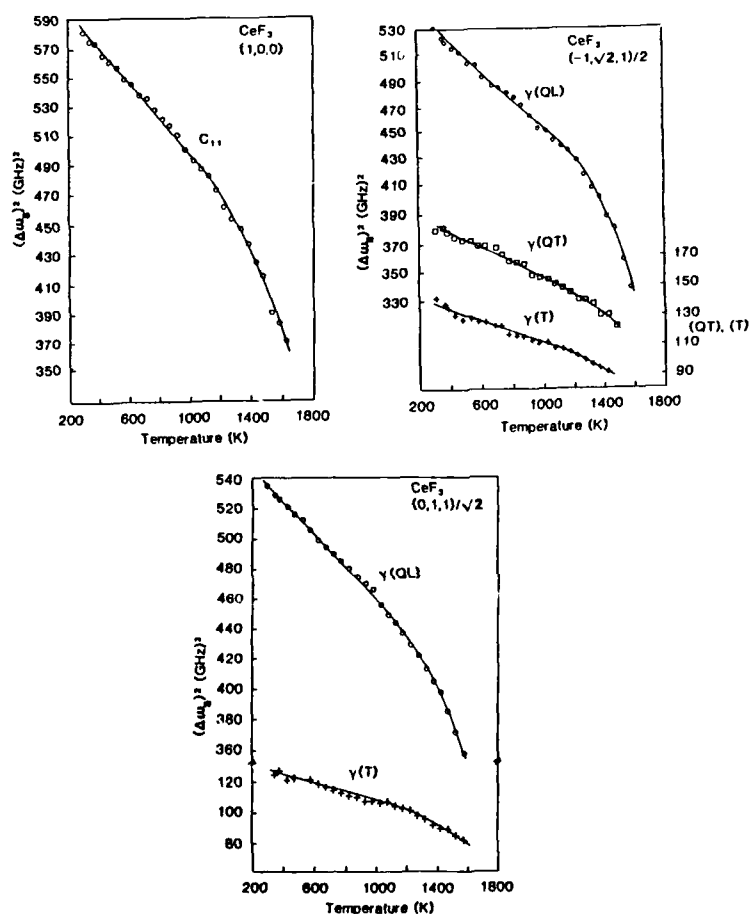 590
570
550
530
510
490
470
450
430
410
390
370
350
(Δω_B)² (GHz)²
CeF₃
(1,0,0)
C₁₁
200 600 1000 1400 1800
Temperature (K)
530
510
490
470
450
430
410
390
370
350
330
(Δω_B)² (GHz)²
CeF₃
(-1,√2,1)/2
γ(QL)
γ(QT)
γ(T)
170
150
130
110
90
(QT), (T)
200 600 1000 1400 1800
Temperature (K)
540
520
500
480
460
440
420
400
380
360
120
100
80
(Δω_B)² (GHz)²
CeF₃
(0,1,1)/√2
γ(QL)
γ(T)
200 600 1000 1400 1800
Temperature (K)